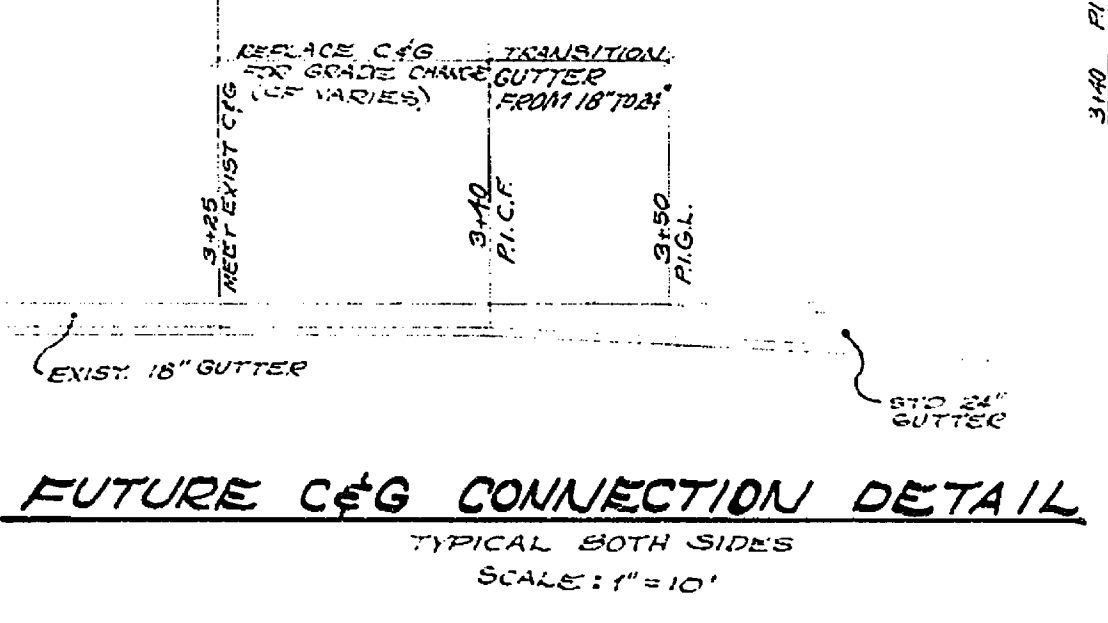 REPLACE C&G
FOR GRADE CHANGE
(CF VARIES)
TRANSITION
GUTTER
FROM 18" TO 24"
3+25
MEET EXIST C&G
3+40
P.I.C.F.
3+50
P.I.G.L.
3+40 P.I
EXIST. 18" GUTTER
STD 24"
GUTTER
FUTURE C&G CONNECTION DETAIL
TYPICAL BOTH SIDES
SCALE: 1" = 10'